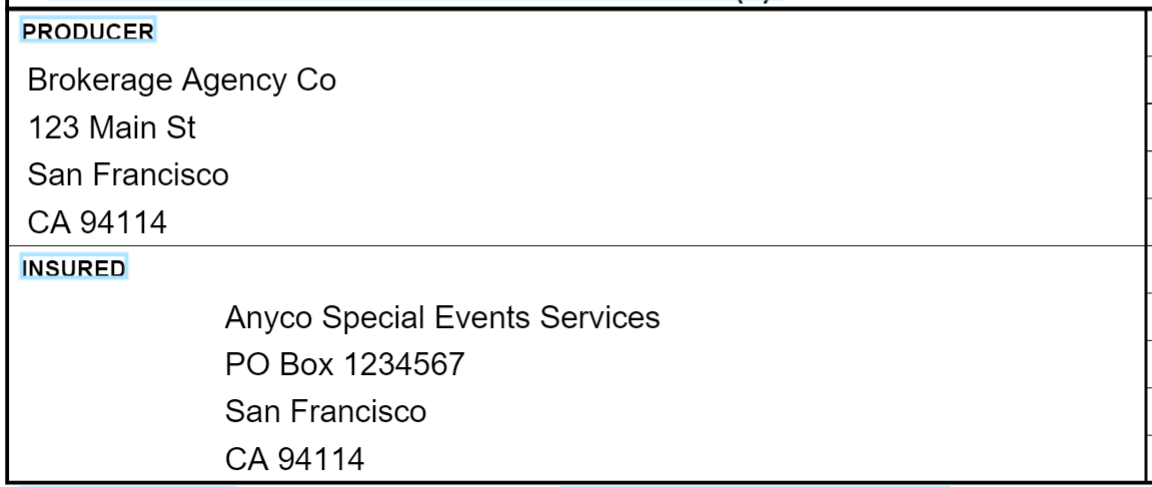 PRODUCER
Brokerage Agency Co
123 Main St
San Francisco
CA 94114
INSURED
Anyco Special Events Services
PO Box 1234567
San Francisco
CA 94114